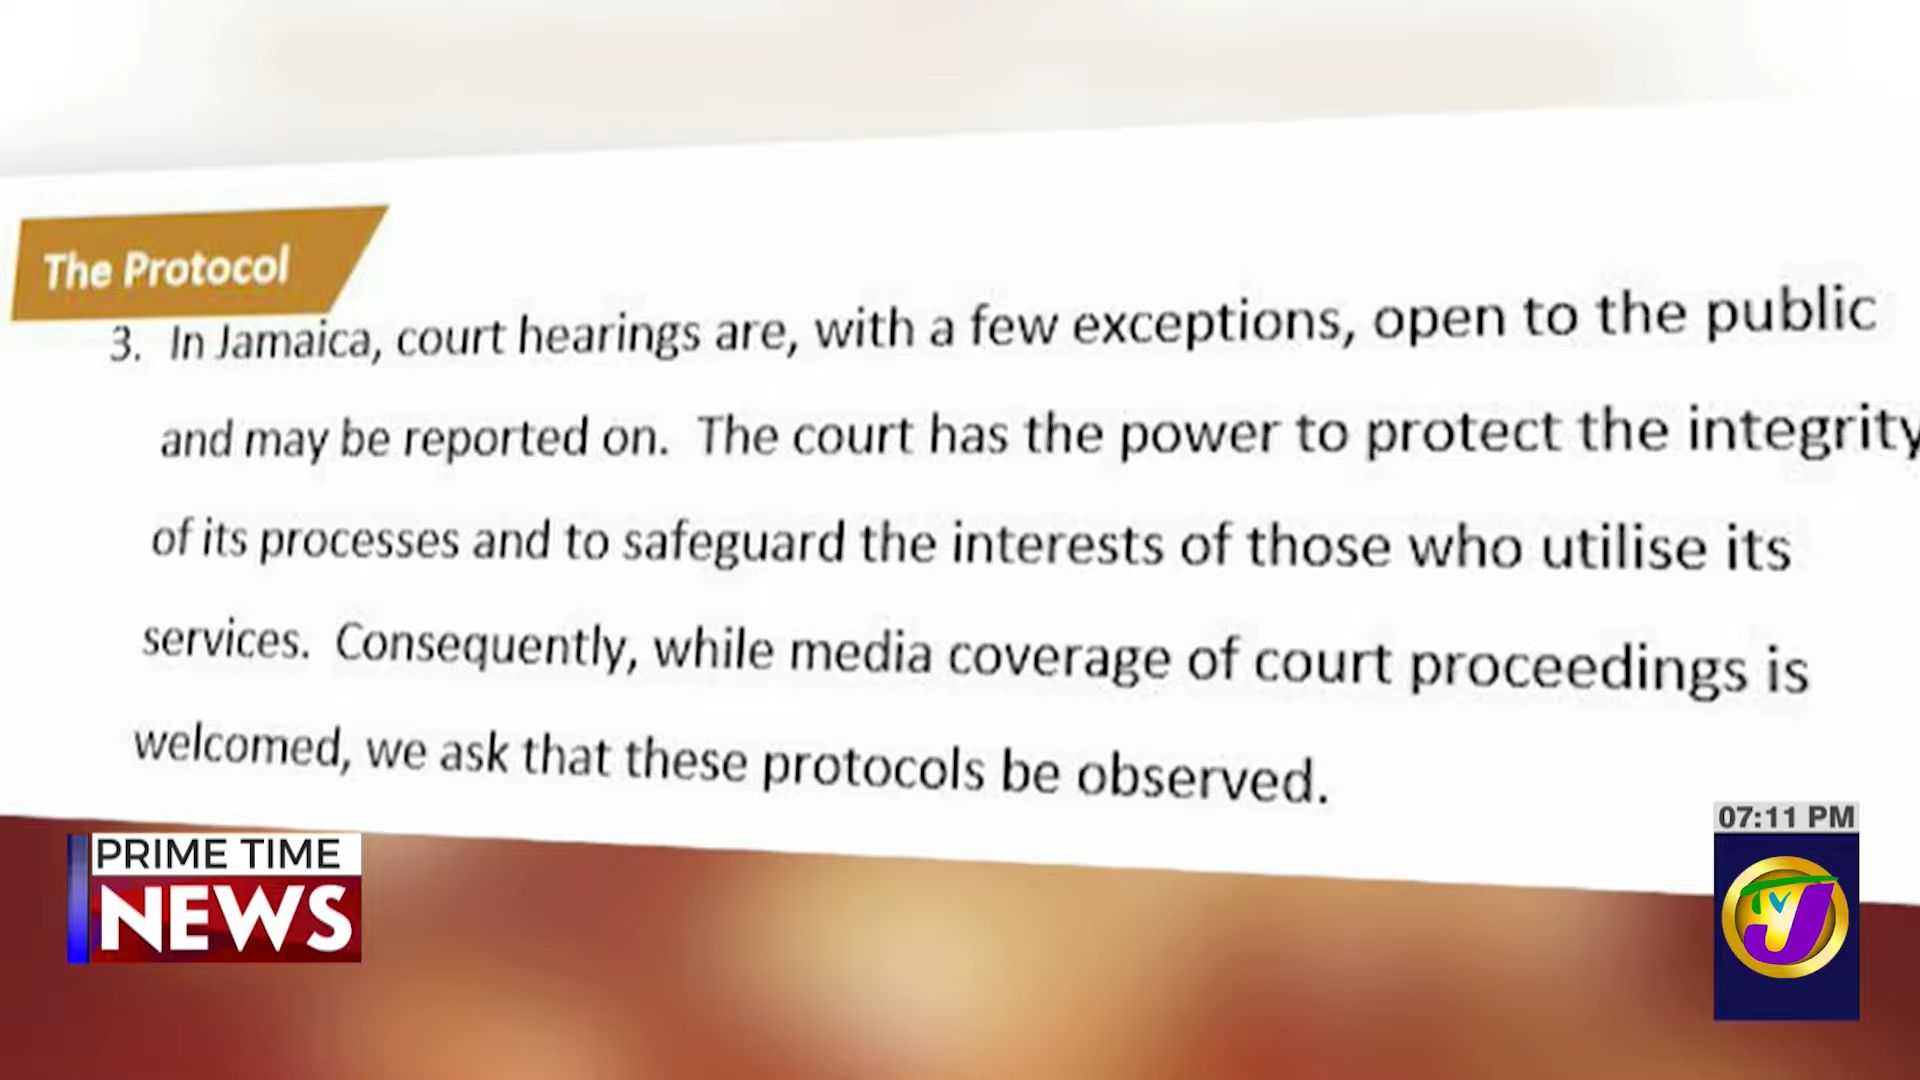 The Protocol
3. In Jamaica, court hearings are, with a few exceptions, open to the public
and may be reported on. The court has the power to protect the integrity
of its processes and to safeguard the interests of those who utilise its
services. Consequently, while media coverage of court proceedings is
welcomed, we ask that these protocols be observed.
PRIME TIME
NEWS
07:11 PM
TVJ